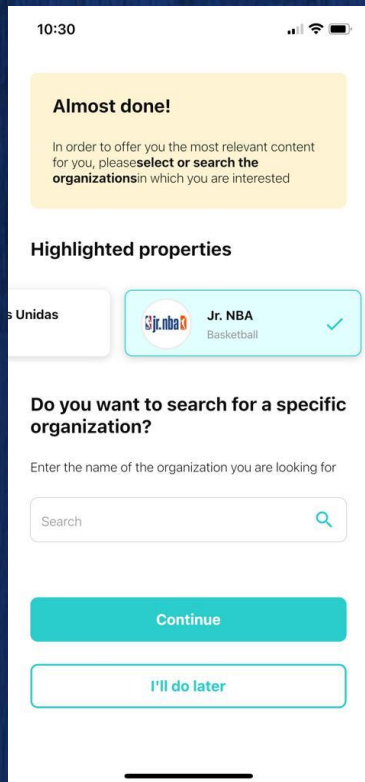 10:30
Almost done!
In order to offer you the most relevant content
for you, pleaseselect or search the
organizationsin which you are interested
Highlighted properties
s Unidas
jr.nba
Jr. NBA
Basketball
Do you want to search for a specific
organization?
Enter the name of the organization you are looking for
Search
Continue
I'll do later